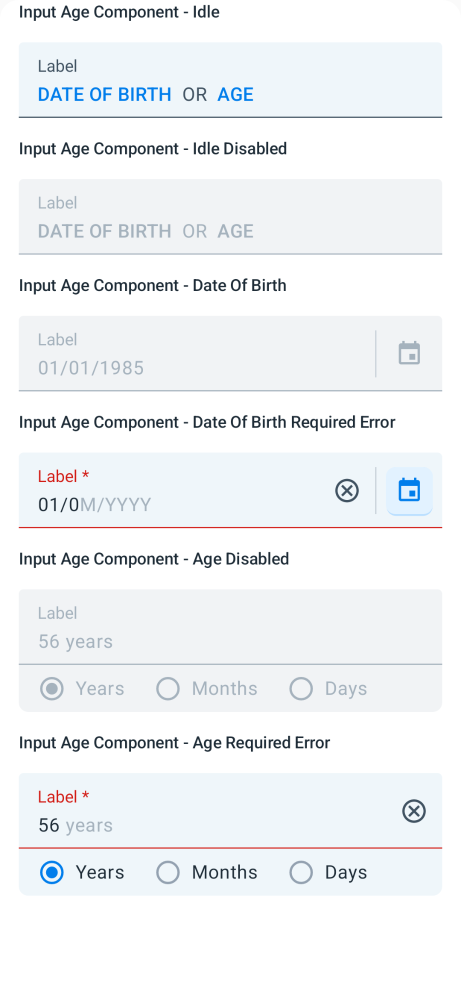 Input Age Component - Idle
Label
DATE OF BIRTH OR AGE
Input Age Component - Idle Disabled
Label
DATE OF BIRTH OR AGE
Input Age Component - Date Of Birth
Label
01/01/1985
Input Age Component - Date Of Birth Required Error
Label *
01/0M/YYYY
Input Age Component - Age Disabled
Label
56 years
Years Months Days
Input Age Component - Age Required Error
Label *
56 years
Years Months Days